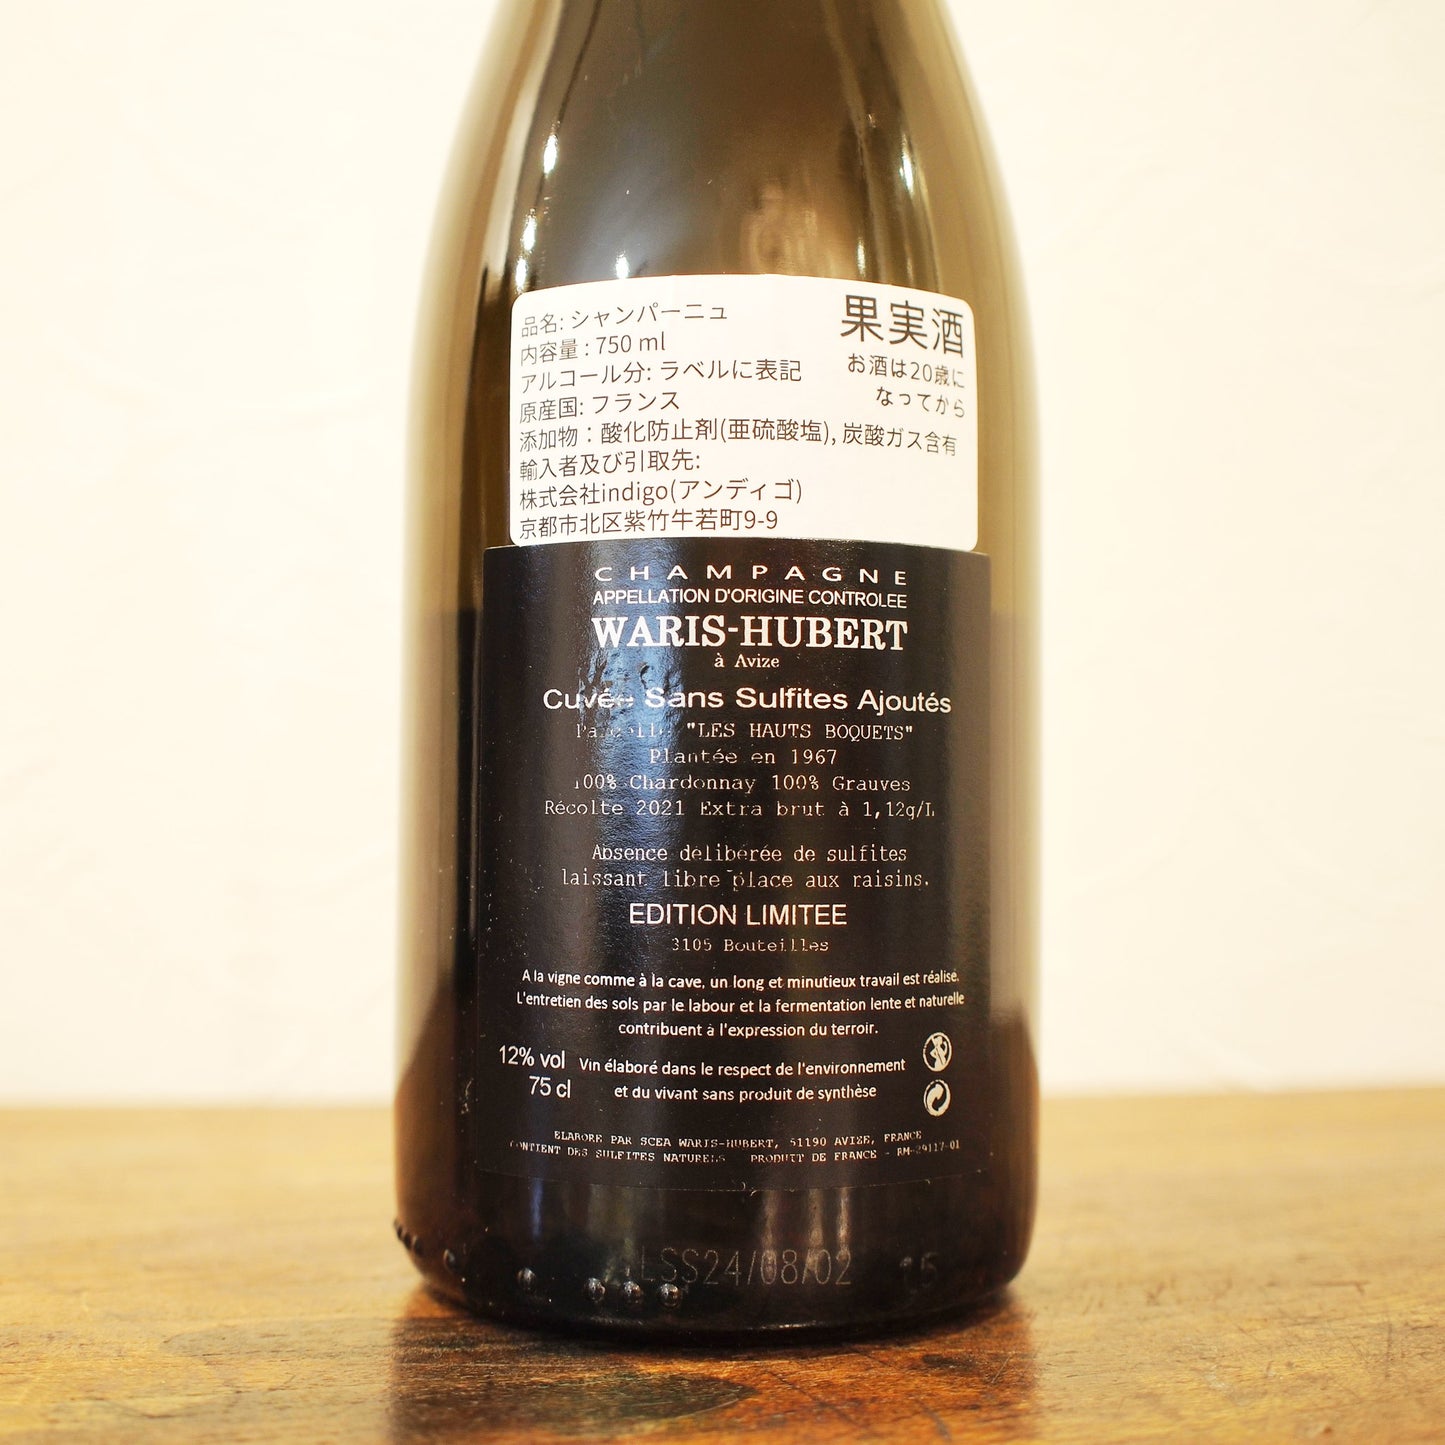 品名: シャンパーニュ
内容量 : 750 ml
アルコール分: ラベルに表記
原産国: フランス
添加物：酸化防止剤(亜硫酸塩), 炭酸ガス含有
輸入者及び引取先:
株式会社indigo(アンディゴ)
京都市北区紫竹牛若町9-9
果実酒
お酒は20歳に
なってから
CHAMPAGNE
APPELLATION D'ORIGINE CONTROLEE
WARIS-HUBERT
à Avize
Cuvée Sans Sulfites Ajoutés
Parcelle "LES HAUTS BOQUETS"
Plantée en 1967
100% Chardonnay 100% Grauves
Récolte 2021 Extra brut à 1,12g/L
Absence délibérée de sulfites
laissant libre place aux raisins.
EDITION LIMITEE
3105 Bouteilles
A la vigne comme à la cave, un long et minutieux travail est réalisé.
L'entretien des sols par le labour et la fermentation lente et naturelle
contribuent à l'expression du terroir.
12% vol
75 cl
Vin élaboré dans le respect de l'environnement
et du vivant sans produit de synthèse
ELABORE PAR SCEA WARIS-HUBERT, 51190 AVIZE, FRANCE
CONTIENT DES SULFITES NATURELS PRODUIT DE FRANCE - RM-29117-01
LSS24/08/02 15